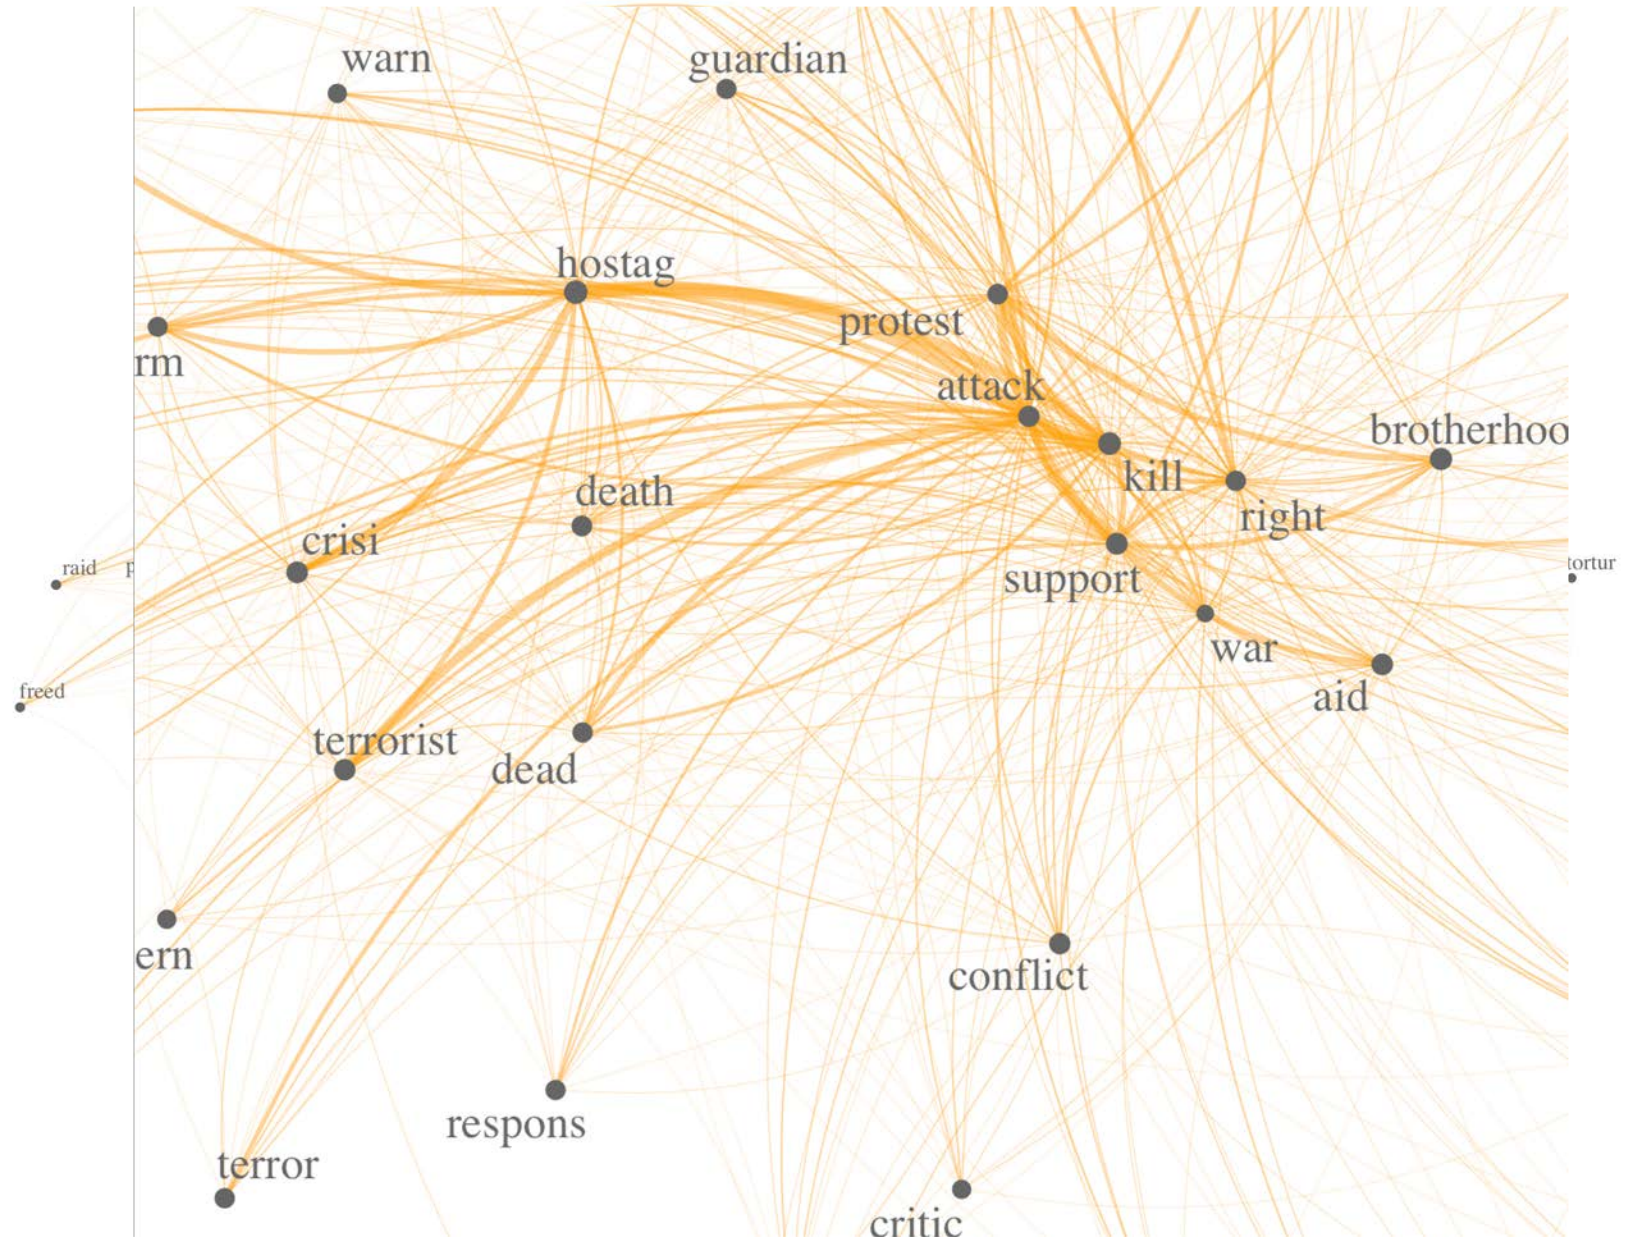 warn
guardian
hostag
protest
rm
attack
brotherhoo
kill
death
right
crisi
raid
p
tortur
support
war
freed
aid
terrorist
dead
ern
conflict
respons
terror
critic